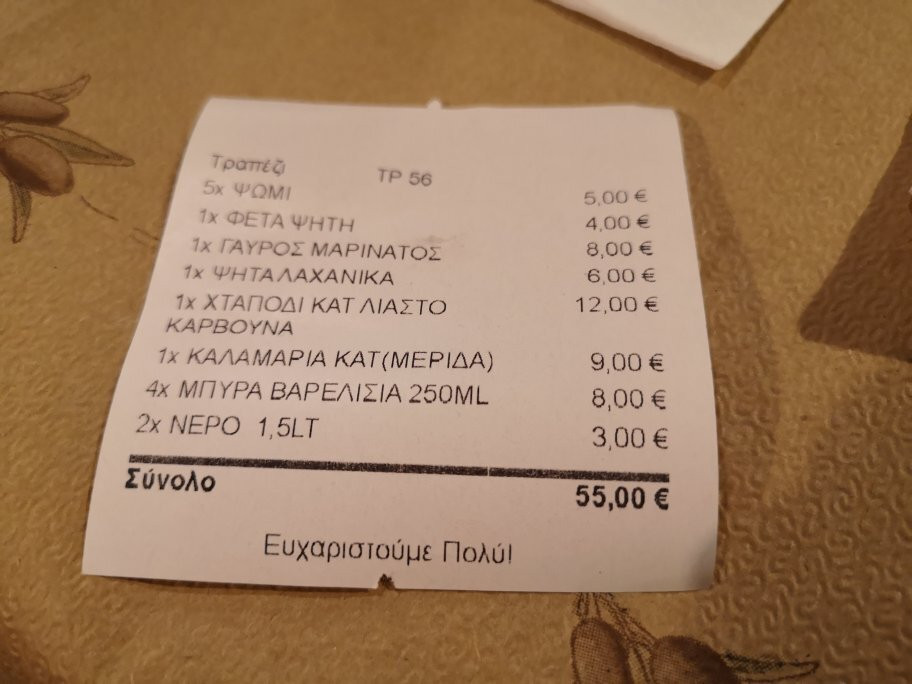 Τραπέζι ΤΡ 56
5x ΨΩΜΙ 5,00 €
1x ΦΕΤΑ ΨΗΤΗ 4,00 €
1x ΓΑΥΡΟΣ ΜΑΡΙΝΑΤΟΣ 8,00 €
1x ΨΗΤΑ ΛΑΧΑΝΙΚΑ 6,00 €
1x ΧΤΑΠΟΔΙ ΚΑΤ ΛΙΑΣΤΟ 12,00 €
ΚΑΡΒΟΥΝΑ
1x ΚΑΛΑΜΑΡΙΑ ΚΑΤ(ΜΕΡΙΔΑ) 9,00 €
4x ΜΠΥΡΑ ΒΑΡΕΛΙΣΙΑ 250ML 8,00 €
2x ΝΕΡΟ 1,5LT 3,00 €
Σύνολο 55,00 €
Ευχαριστούμε Πολύ!